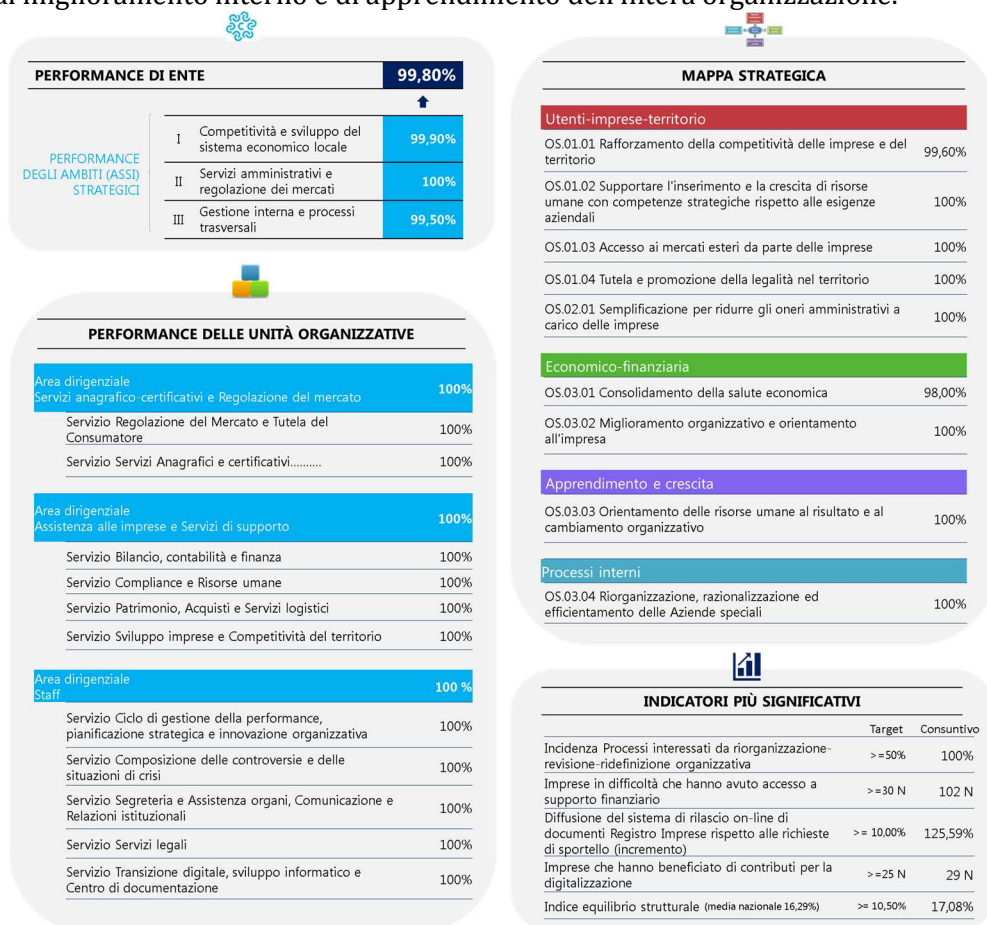 di miglioramento interno e di apprendimento dell'intera organizzazione.
PERFORMANCE DI ENTE 99,80%
PERFORMANCE
DEGLI AMBITI (ASSI)
STRATEGICI
I Competitività e sviluppo del
sistema economico locale 99,90%
II Servizi amministrativi e
regolazione dei mercati 100%
III Gestione interna e processi
trasversali 99,50%
PERFORMANCE DELLE UNITÀ ORGANIZZATIVE
Area dirigenziale
Servizi anagrafico-certificativi e Regolazione del mercato 100%
Servizio Regolazione del Mercato e Tutela del
Consumatore 100%
Servizio Servizi Anagrafici e certificativi.......... 100%
Area dirigenziale
Assistenza alle imprese e Servizi di supporto 100%
Servizio Bilancio, contabilità e finanza 100%
Servizio Compliance e Risorse umane 100%
Servizio Patrimonio, Acquisti e Servizi logistici 100%
Servizio Sviluppo imprese e Competitività del territorio 100%
Area dirigenziale
Staff 100 %
Servizio Ciclo di gestione della performance,
pianificazione strategica e innovazione organizzativa 100%
Servizio Composizione delle controversie e delle
situazioni di crisi 100%
Servizio Segreteria e Assistenza organi, Comunicazione e
Relazioni istituzionali 100%
Servizio Servizi legali 100%
Servizio Transizione digitale, sviluppo informatico e
Centro di documentazione 100%
MAPPA STRATEGICA
Utenti-imprese-territorio
OS.01.01 Rafforzamento della competitività delle imprese e del
territorio 99,60%
OS.01.02 Supportare l'inserimento e la crescita di risorse
umane con competenze strategiche rispetto alle esigenze
aziendali 100%
OS.01.03 Accesso ai mercati esteri da parte delle imprese 100%
OS.01.04 Tutela e promozione della legalità nel territorio 100%
OS.02.01 Semplificazione per ridurre gli oneri amministrativi a
carico delle imprese 100%
Economico-finanziaria
OS.03.01 Consolidamento della salute economica 98,00%
OS.03.02 Miglioramento organizzativo e orientamento
all'impresa 100%
Apprendimento e crescita
OS.03.03 Orientamento delle risorse umane al risultato e al
cambiamento organizzativo 100%
Processi interni
OS.03.04 Riorganizzazione, razionalizzazione ed
efficientamento delle Aziende speciali 100%
INDICATORI PIÙ SIGNIFICATIVI
Target Consuntivo
Incidenza Processi interessati da riorganizzazione-
revisione-ridefinizione organizzativa >=50% 100%
Imprese in difficoltà che hanno avuto accesso a
supporto finanziario >=30 N 102 N
Diffusione del sistema di rilascio on-line di
documenti Registro Imprese rispetto alle richieste
di sportello (incremento) >= 10,00% 125,59%
Imprese che hanno beneficiato di contributi per la
digitalizzazione >=25 N 29 N
Indice equilibrio strutturale (media nazionale 16,29%) >= 10,50% 17,08%